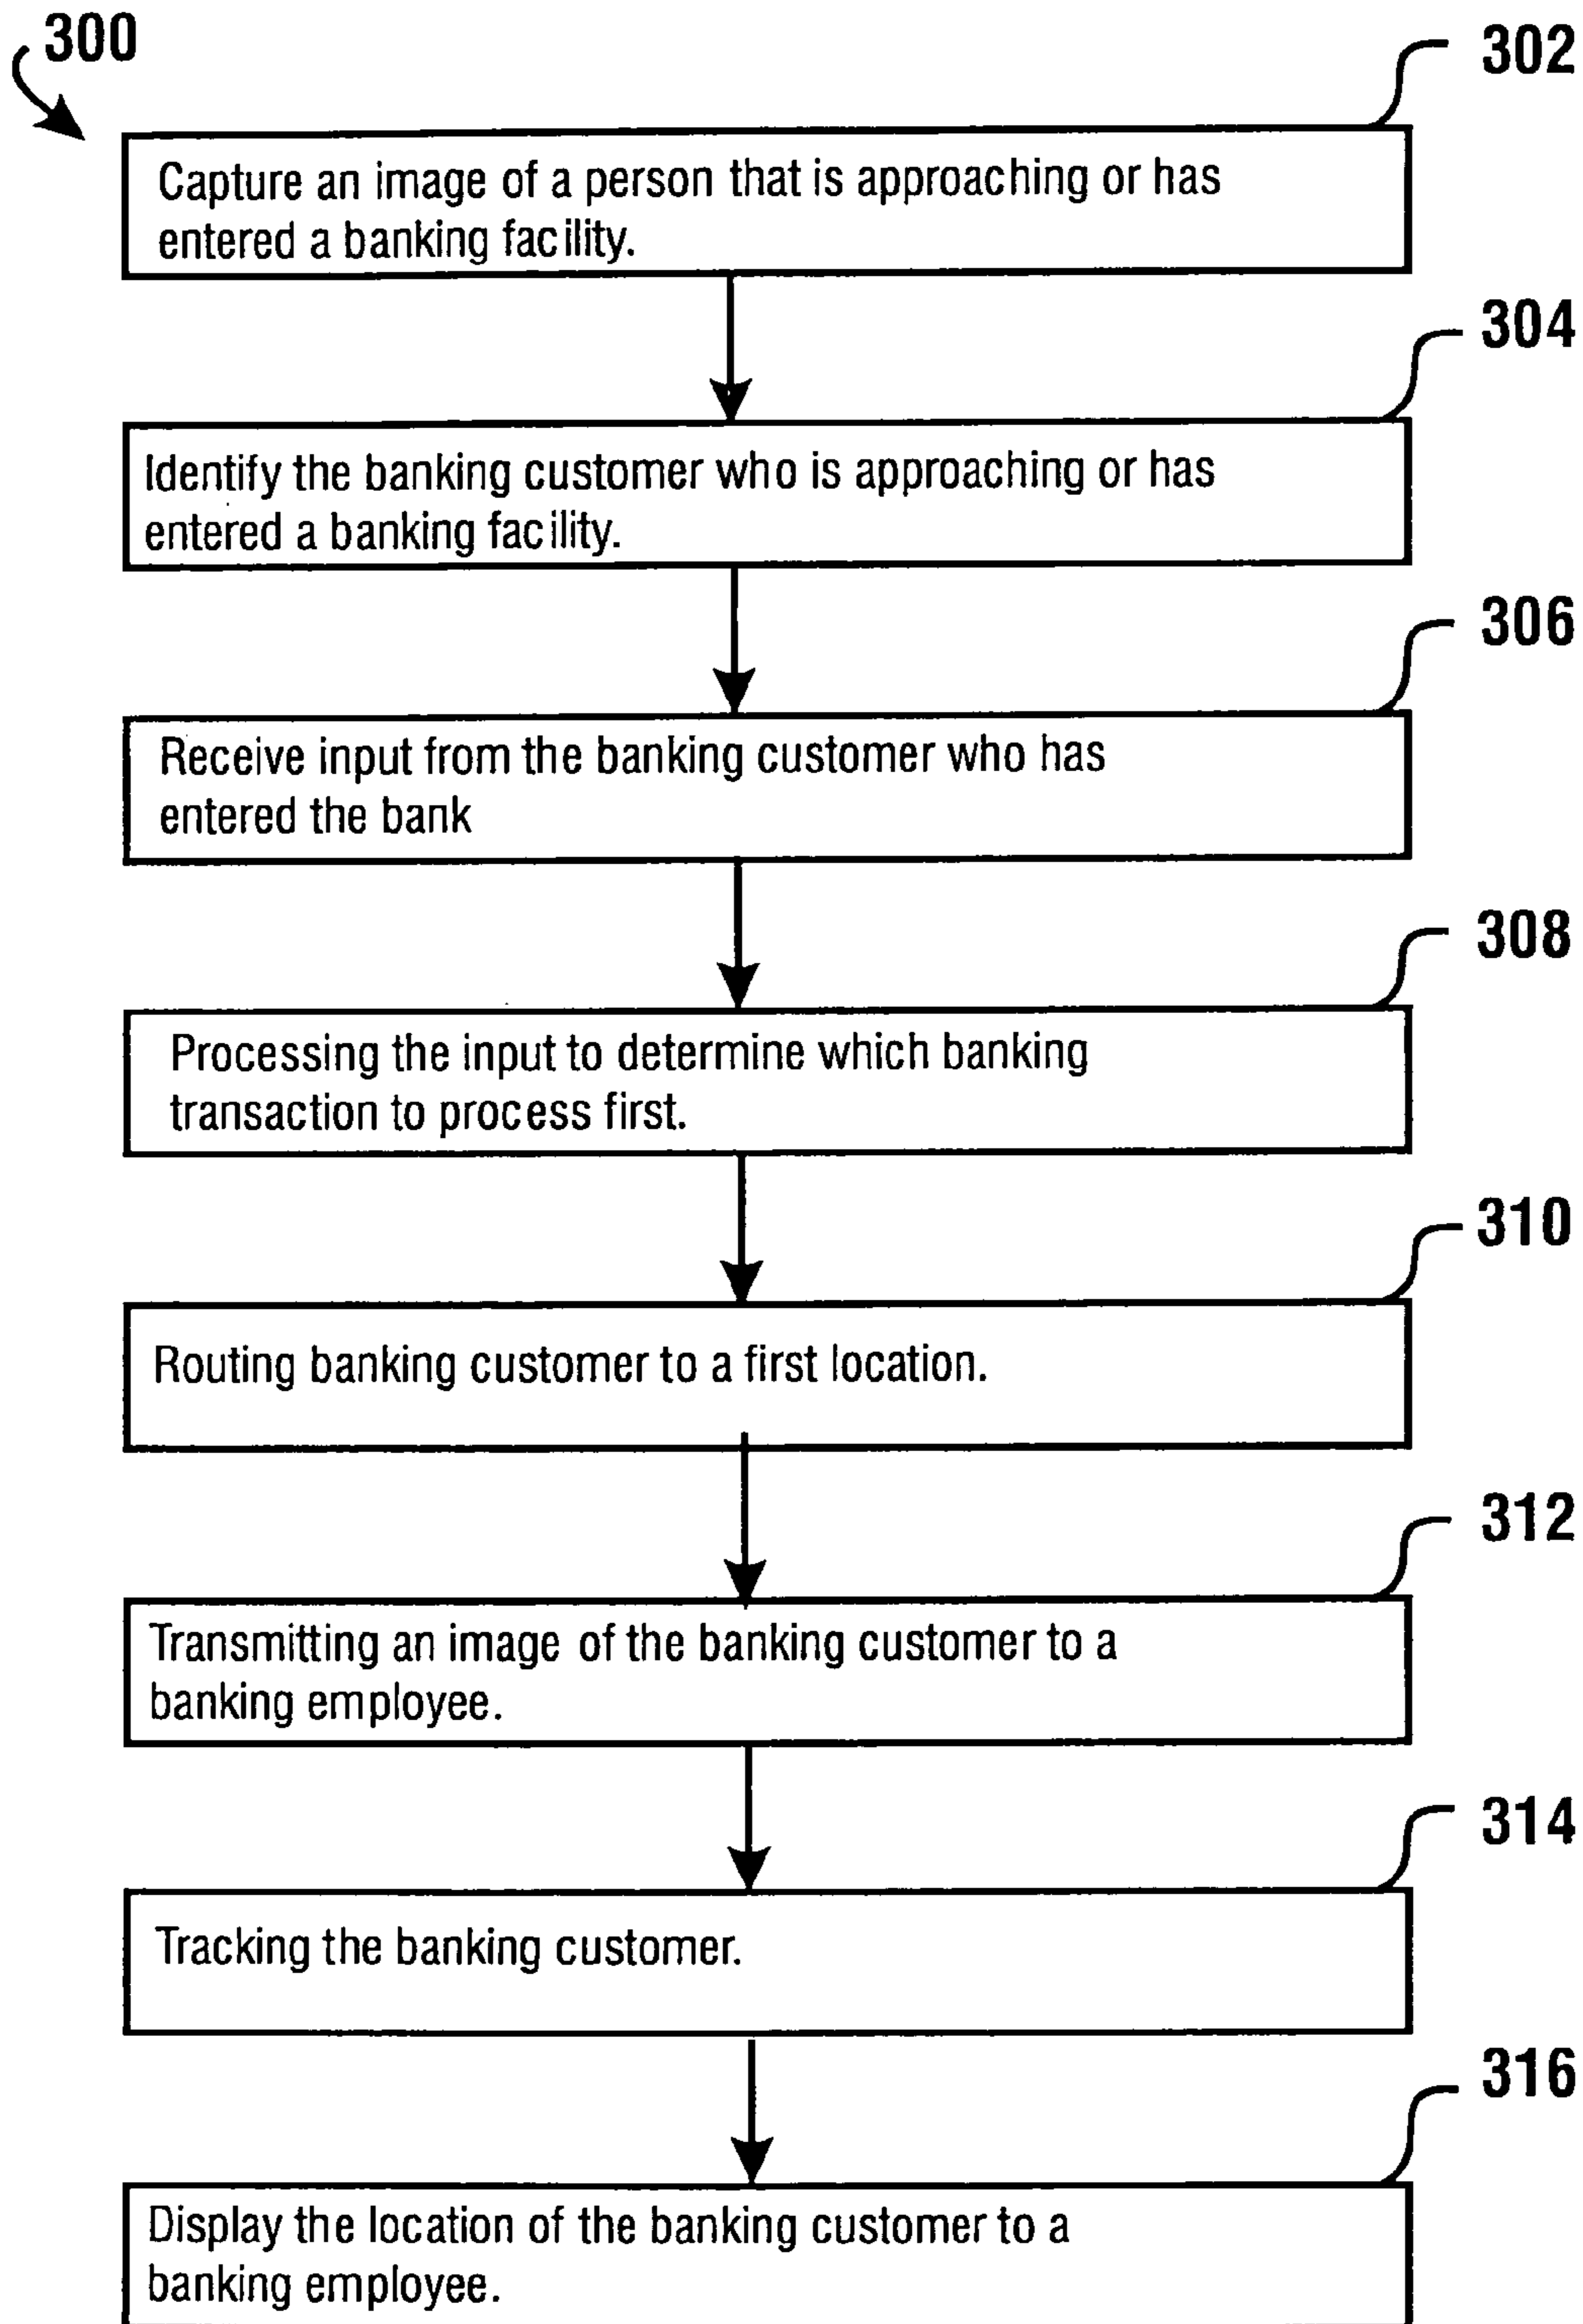 300
302
Capture an image of a person that is approaching or has
entered a banking facility.
304
Identify the banking customer who is approaching or has
entered a banking facility.
306
Receive input from the banking customer who has
entered the bank
308
Processing the input to determine which banking
transaction to process first.
310
Routing banking customer to a first location.
312
Transmitting an image of the banking customer to a
banking employee.
314
Tracking the banking customer.
316
Display the location of the banking customer to a
banking employee.